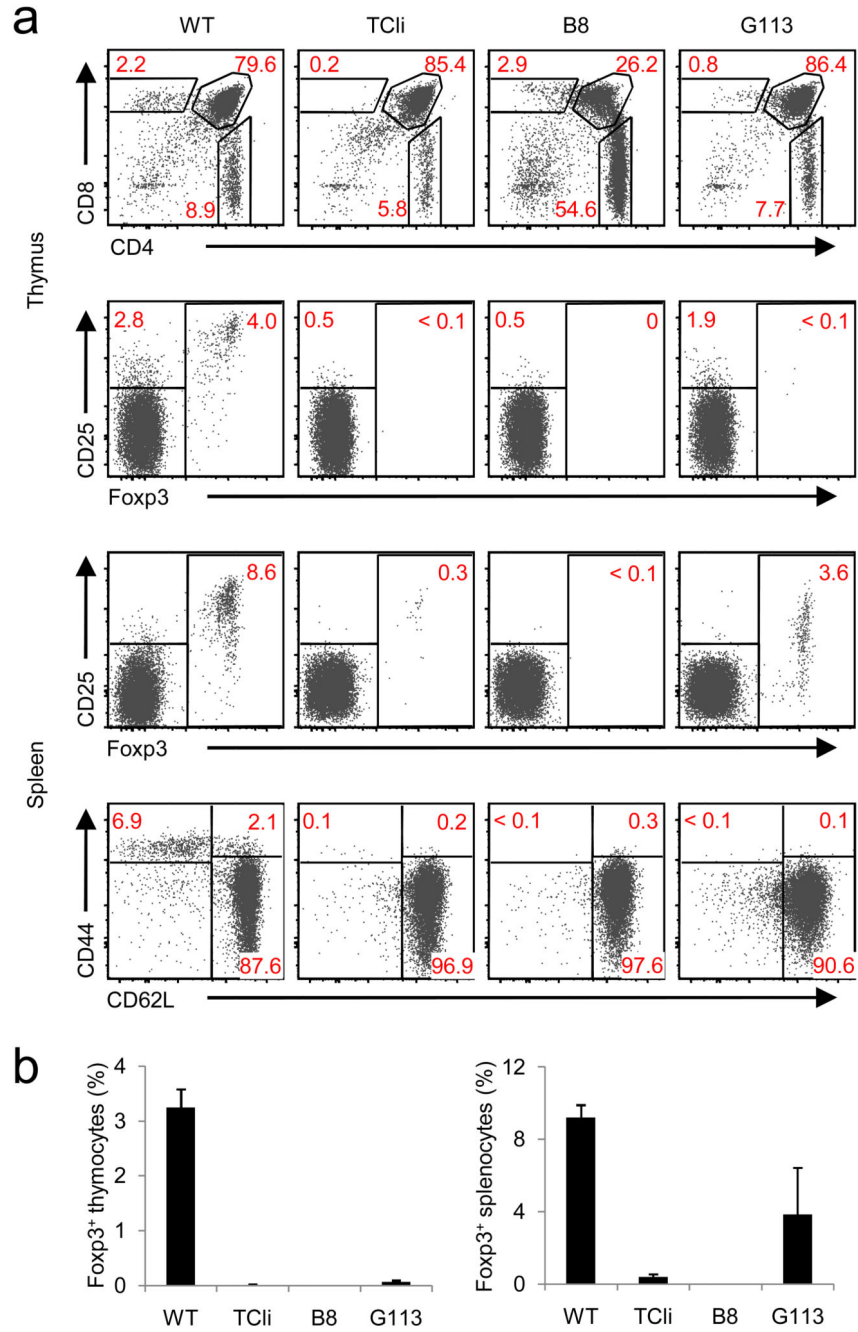 a
WT TCli B8 G113
Thymus
CD8
2.2 79.6 8.9
0.2 85.4 5.8
2.9 26.2 54.6
0.8 86.4 7.7
CD4
CD25
2.8 4.0
0.5 < 0.1
0.5 0
1.9 < 0.1
Foxp3
Spleen
CD25
8.6
0.3
< 0.1
3.6
Foxp3
CD44
6.9 2.1 87.6
0.1 0.2 96.9
< 0.1 0.3 97.6
< 0.1 0.1 90.6
CD62L
b
Foxp3⁺ thymocytes (%)
4
3
2
1
0
WT TCli B8 G113
Foxp3⁺ splenocytes (%)
12
8
4
0
WT TCli B8 G113